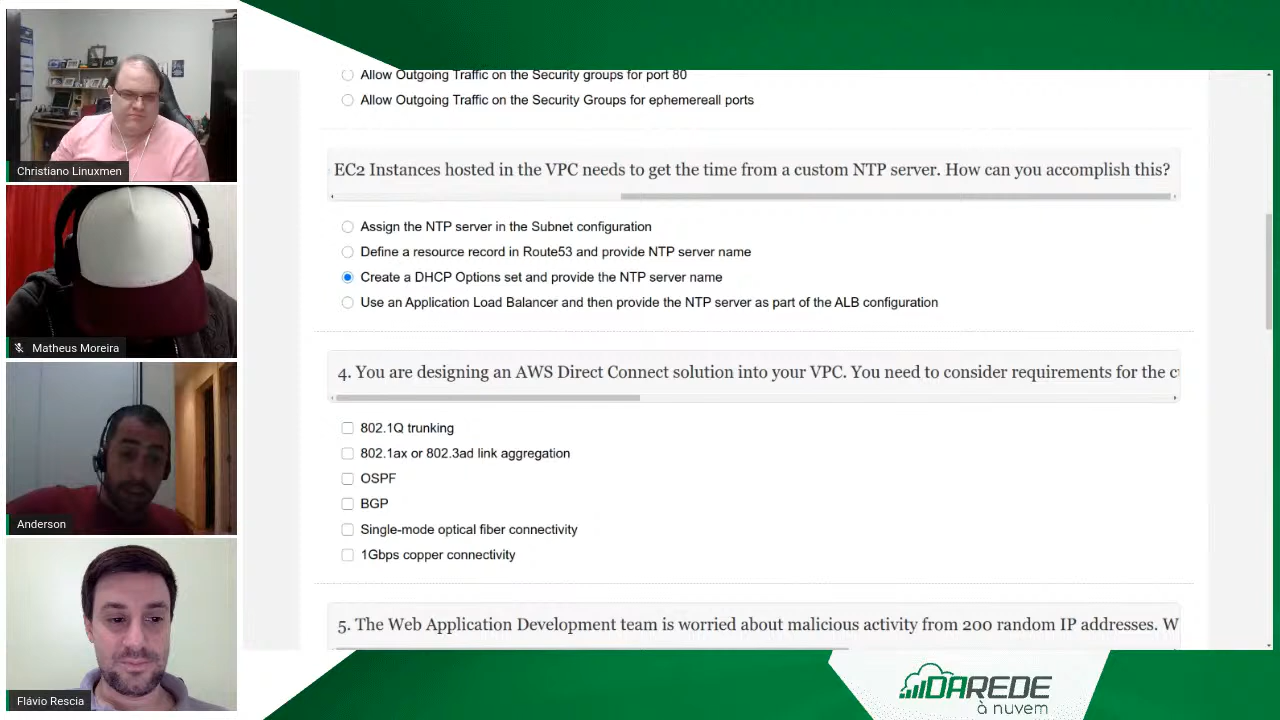 Christiano Linuxmen
Matheus Moreira
Anderson
Flávio Rescia
Allow Outgoing Traffic on the Security groups for port 80
Allow Outgoing Traffic on the Security Groups for ephemereall ports
EC2 Instances hosted in the VPC needs to get the time from a custom NTP server. How can you accomplish this?
Assign the NTP server in the Subnet configuration
Define a resource record in Route53 and provide NTP server name
Create a DHCP Options set and provide the NTP server name
Use an Application Load Balancer and then provide the NTP server as part of the ALB configuration
4. You are designing an AWS Direct Connect solution into your VPC. You need to consider requirements for the c
802.1Q trunking
802.1ax or 802.3ad link aggregation
OSPF
BGP
Single-mode optical fiber connectivity
1Gbps copper connectivity
5. The Web Application Development team is worried about malicious activity from 200 random IP addresses. W
DAREDE
à nuvem